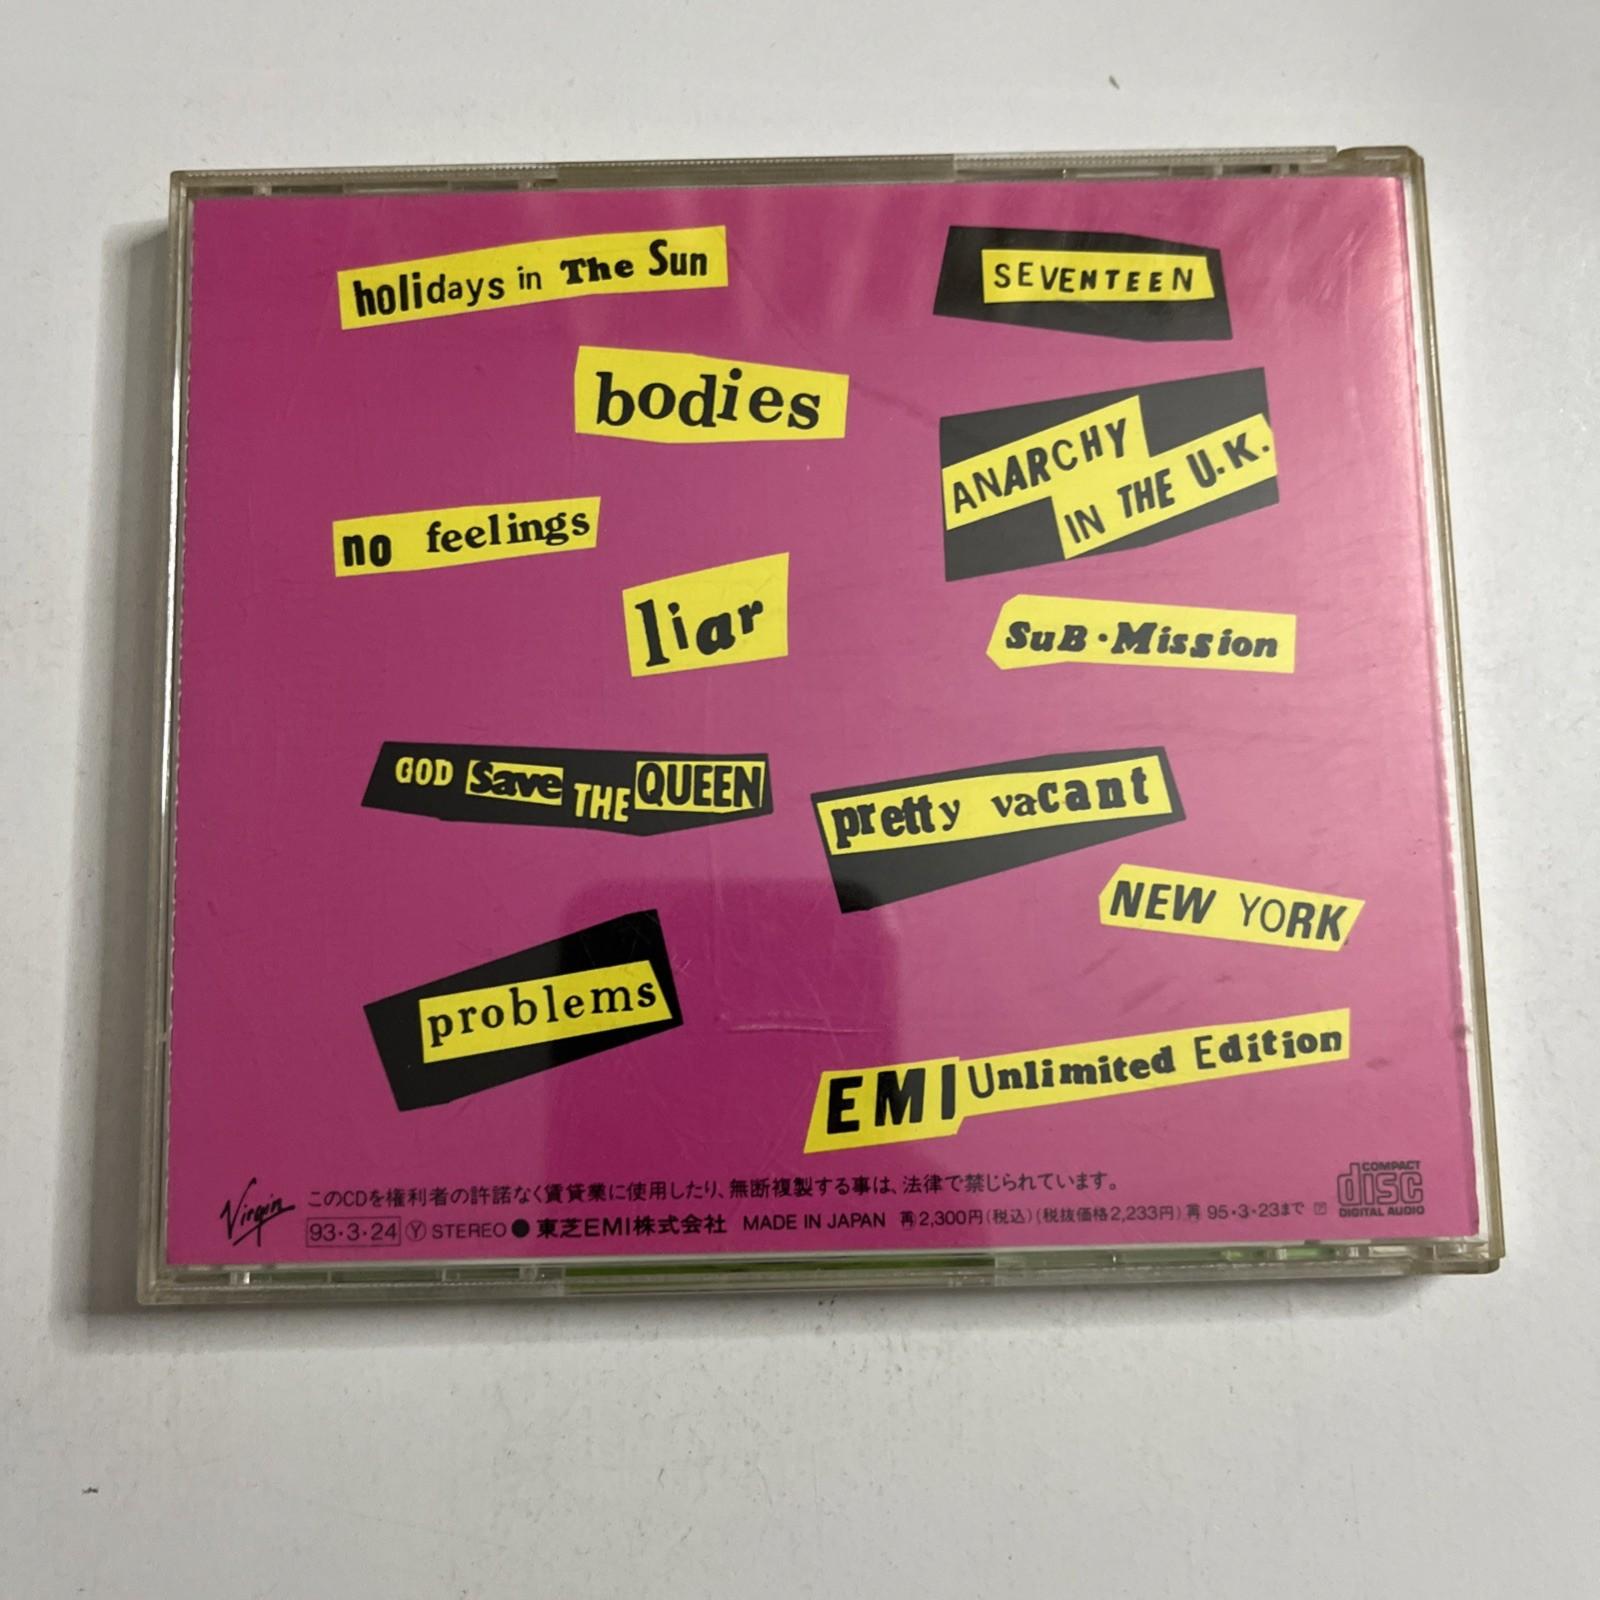 holidays in The Sun
SEVENTEEN
bodies
ANARCHY
IN THE U.K.
no feelings
liar
SuB·Mission
GOD Save THE QUEEN
pretty vacant
NEW YORK
problems
EMI Unlimited Edition
Virgin
このCDを権利者の許諾なく賃貸業に使用したり、無断複製する事は、法律で禁じられています。
93·3·24 Ⓨ STEREO ● 東芝EMI株式会社 MADE IN JAPAN 再2,300円(税込)(税抜価格2,233円)再 95·3·23まで
COMPACT
disc
DIGITAL AUDIO